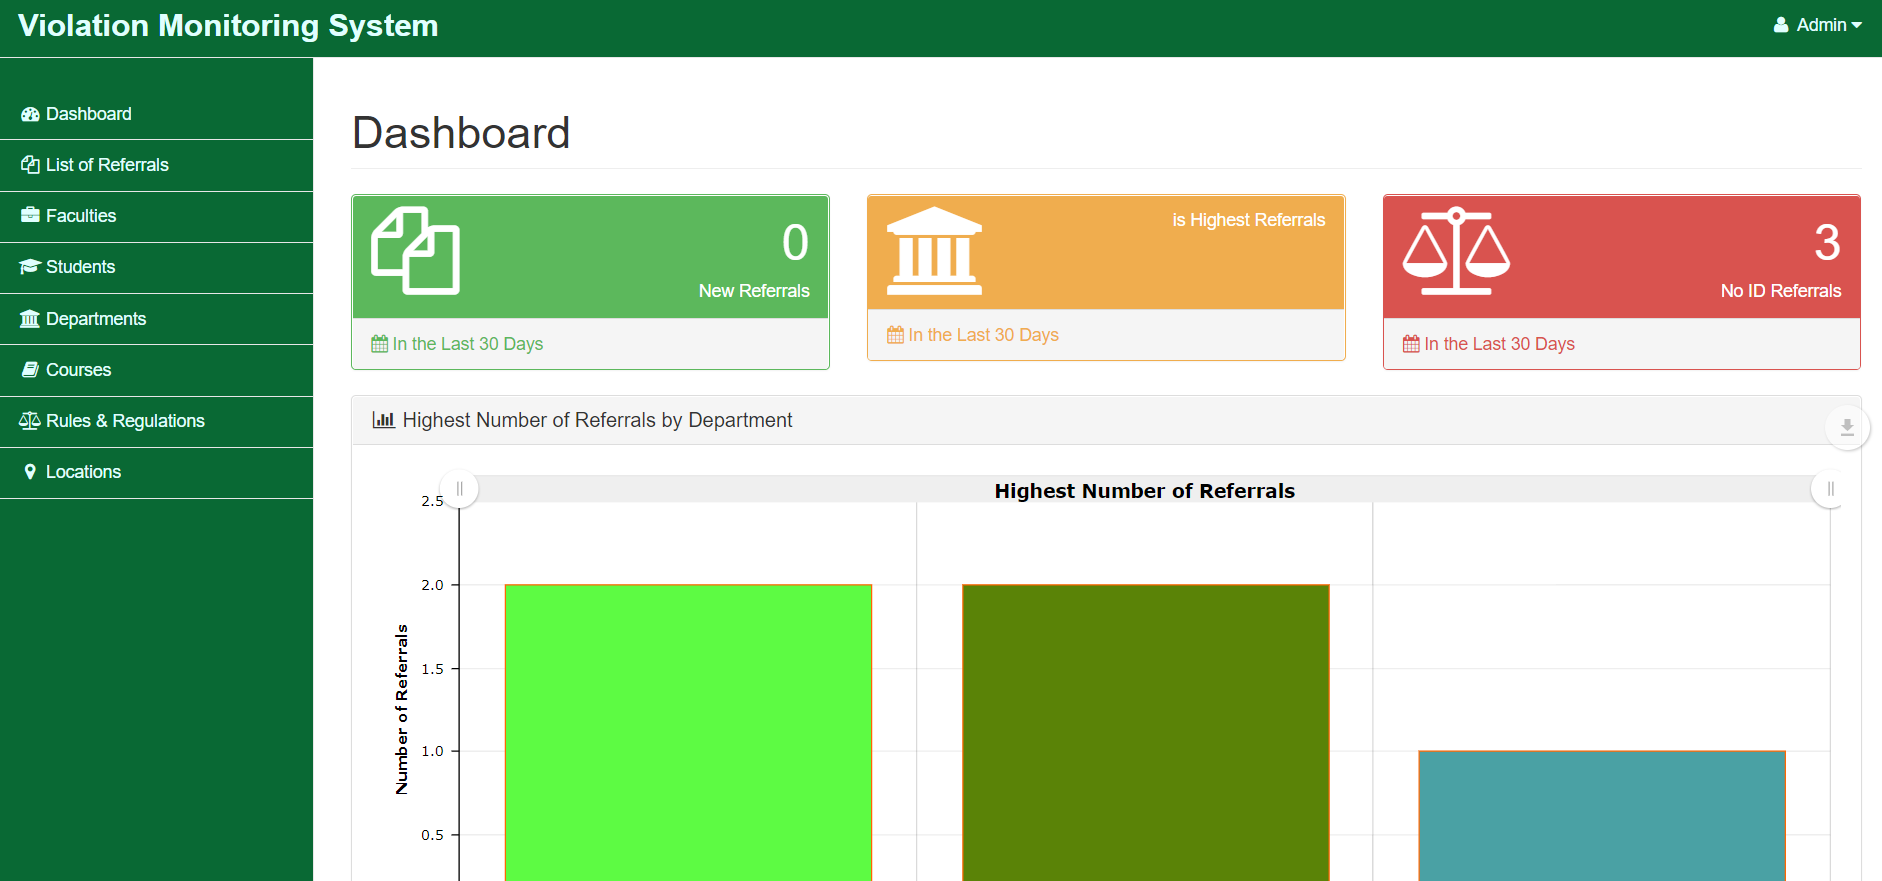 Violation Monitoring System
Admin
Dashboard
List of Referrals
Faculties
Students
Departments
Courses
Rules & Regulations
Locations
Dashboard
0
New Referrals
In the Last 30 Days
is Highest Referrals
In the Last 30 Days
3
No ID Referrals
In the Last 30 Days
Highest Number of Referrals by Department
Highest Number of Referrals
Number of Referrals
2.5
2.0
1.5
1.0
0.5